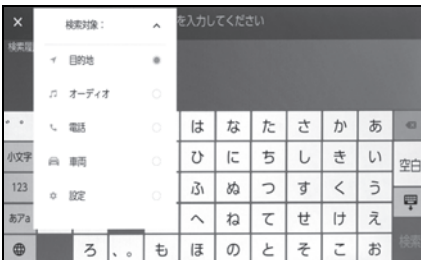 検索対象：
を入力してください
検索履
目的地
オーディオ
電話
車両
設定
は な た さ か あ
小文字 ひ に ち し き い 空白
123 ふ ぬ つ す く う
あアa へ ね て せ け え
ろ 、。 も ほ の と そ こ お 検索